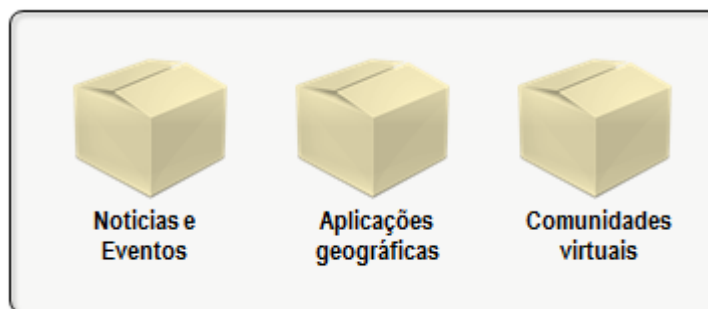 Noticias e
Eventos
Aplicações
geográficas
Comunidades
virtuais